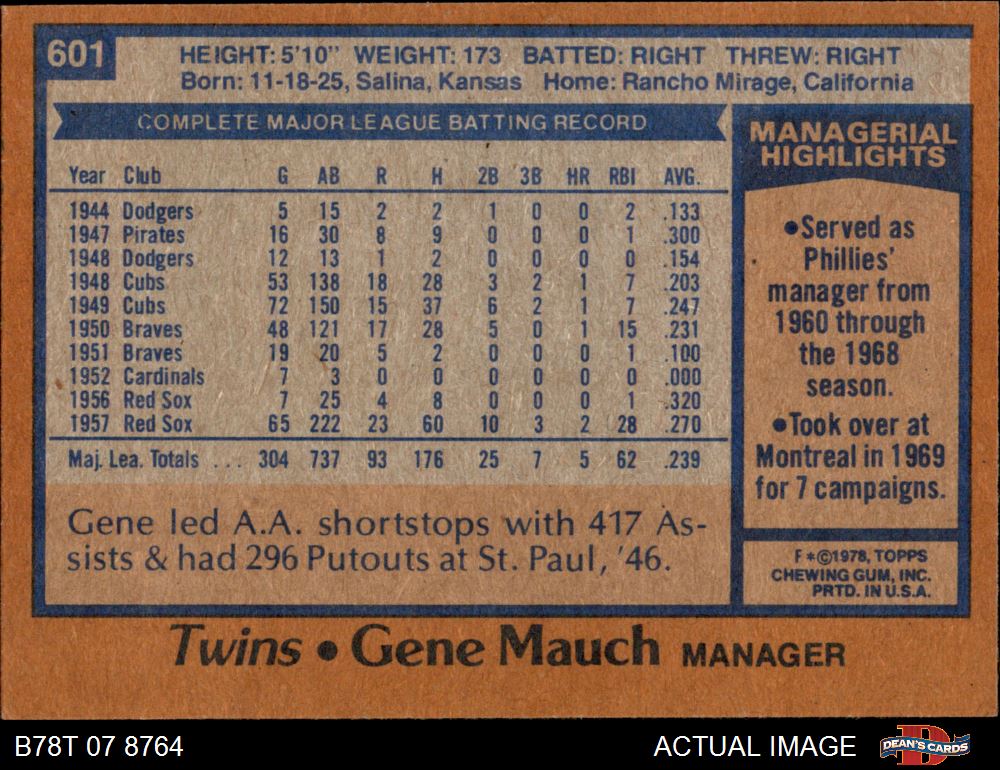 601
HEIGHT: 5'10" WEIGHT: 173 BATTED: RIGHT THREW: RIGHT
Born: 11-18-25, Salina, Kansas Home: Rancho Mirage, California
COMPLETE MAJOR LEAGUE BATTING RECORD
Year Club G AB R H 2B 3B HR RBI AVG.
1944 Dodgers 5 15 2 2 1 0 0 2 .133
1947 Pirates 16 30 8 9 0 0 0 1 .300
1948 Dodgers 12 13 1 2 0 0 0 0 .154
1948 Cubs 53 138 18 28 3 2 1 7 .203
1949 Cubs 72 150 15 37 6 2 1 7 .247
1950 Braves 48 121 17 28 5 0 1 15 .231
1951 Braves 19 20 5 2 0 0 0 1 .100
1952 Cardinals 7 3 0 0 0 0 0 0 .000
1956 Red Sox 7 25 4 8 0 0 0 1 .320
1957 Red Sox 65 222 23 60 10 3 2 28 .270
Maj. Lea. Totals ... 304 737 93 176 25 7 5 62 .239
Gene led A.A. shortstops with 417 As-
sists & had 296 Putouts at St. Paul, '46.
MANAGERIAL
HIGHLIGHTS
•Served as
Phillies'
manager from
1960 through
the 1968
season.
•Took over at
Montreal in 1969
for 7 campaigns.
F*©1978, TOPPS
CHEWING GUM, INC.
PRTD. IN U.S.A.
Twins • Gene Mauch MANAGER
B78T 07 8764
ACTUAL IMAGE
D
DEAN'S CARDS